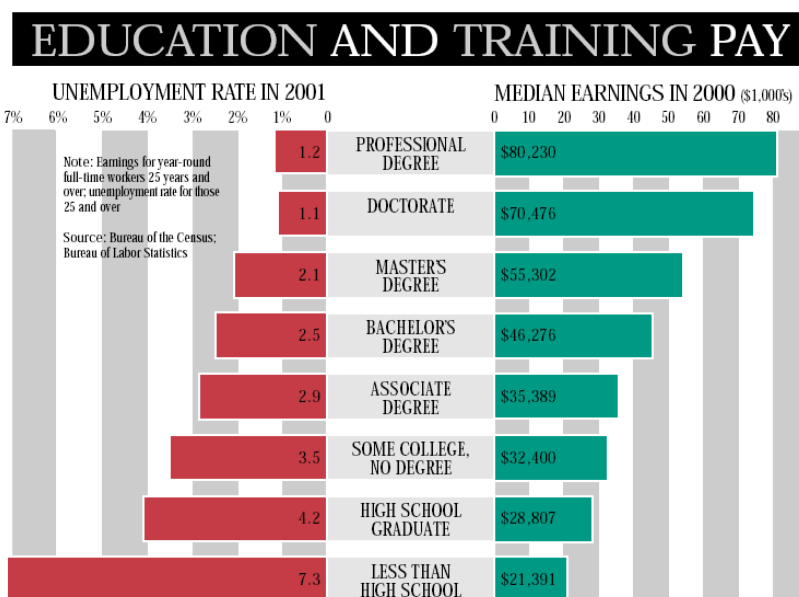 EDUCATION AND TRAINING PAY
UNEMPLOYMENT RATE IN 2001
MEDIAN EARNINGS IN 2000 ($1,000's)
7% 6% 5% 4% 3% 2% 1% 0
0 10 20 30 40 50 60 70 80
Note: Earnings for year-round
full-time workers 25 years and
over; unemployment rate for those
25 and over
Source: Bureau of the Census;
Bureau of Labor Statistics
1.2
PROFESSIONAL
DEGREE
$80,230
1.1
DOCTORATE
$70,476
2.1
MASTER'S
DEGREE
$55,302
2.5
BACHELOR'S
DEGREE
$46,276
2.9
ASSOCIATE
DEGREE
$35,389
3.5
SOME COLLEGE,
NO DEGREE
$32,400
4.2
HIGH SCHOOL
GRADUATE
$28,807
7.3
LESS THAN
HIGH SCHOOL
$21,391